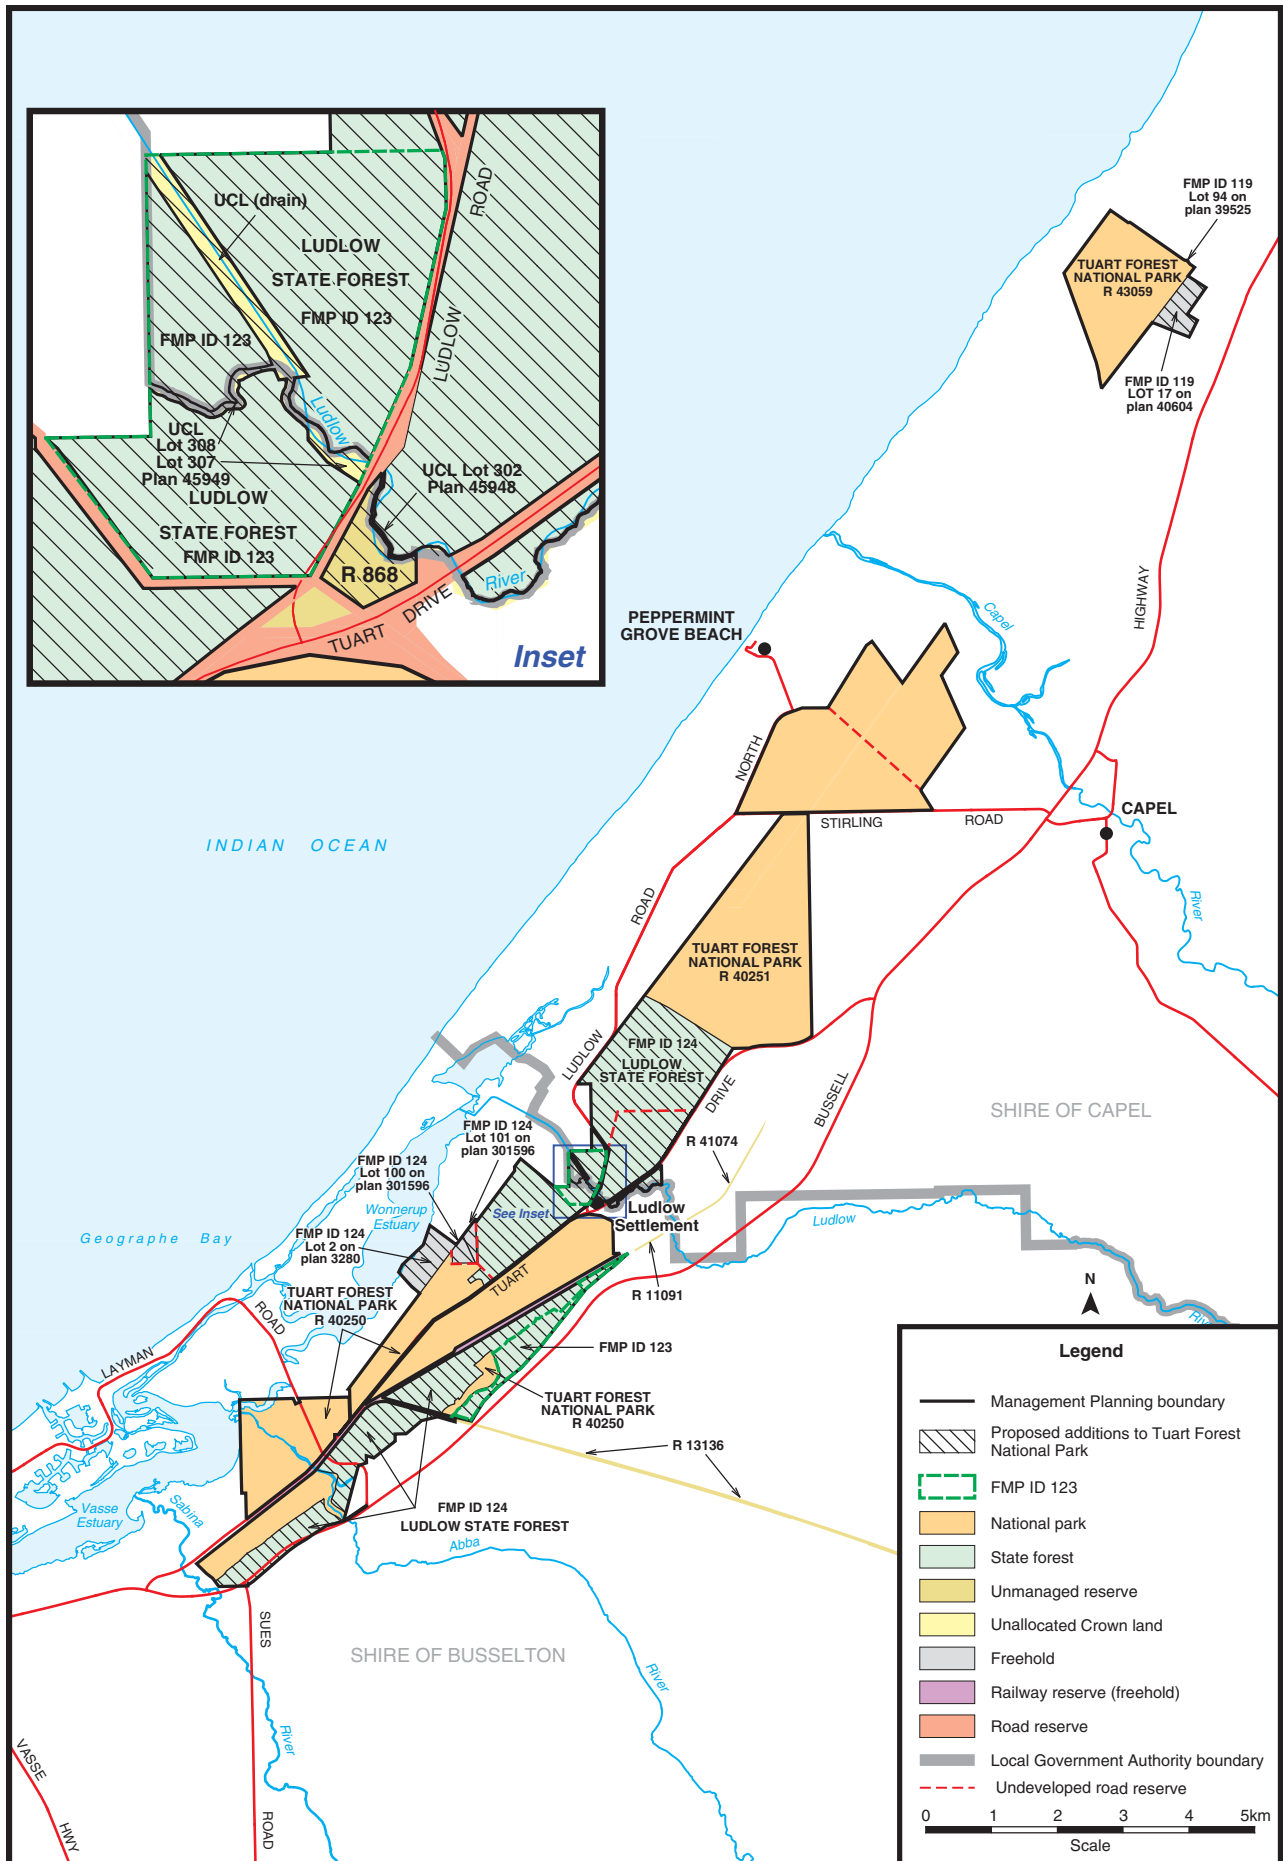 UCL (drain)
LUDLOW
STATE FOREST
FMP ID 123
FMP ID 123
ROAD
LUDLOW
Ludlow
UCL
Lot 308
Lot 307
Plan 45949
UCL Lot 302
Plan 45948
LUDLOW
STATE FOREST
FMP ID 123
R 868
River
TUART DRIVE
Inset
FMP ID 119
Lot 94 on
plan 39525
TUART FOREST
NATIONAL PARK
R 43059
FMP ID 119
LOT 17 on
plan 40604
HIGHWAY
PEPPERMINT
GROVE BEACH
Capel
NORTH
STIRLING ROAD
CAPEL
River
INDIAN OCEAN
ROAD
TUART FOREST
NATIONAL PARK
R 40251
LUDLOW
FMP ID 124
LUDLOW
STATE FOREST
DRIVE
BUSSELL
SHIRE OF CAPEL
R 41074
FMP ID 124
Lot 101 on
plan 301596
FMP ID 124
Lot 100 on
plan 301596
Wonnerup
Estuary
See Inset
Ludlow
Settlement
Ludlow
FMP ID 124
Lot 2 on
plan 3280
Geographe Bay
TUART
R 11091
TUART FOREST
NATIONAL PARK
R 40250
ROAD
LAYMAN
FMP ID 123
TUART FOREST
NATIONAL PARK
R 40250
R 13136
Vasse
Estuary
Sabina
FMP ID 124
LUDLOW STATE FOREST
Abba
SUES
SHIRE OF BUSSELTON
River
River
VASSE
HWY
ROAD
N
Riv
Legend
Management Planning boundary
Proposed additions to Tuart Forest
National Park
FMP ID 123
National park
State forest
Unmanaged reserve
Unallocated Crown land
Freehold
Railway reserve (freehold)
Road reserve
Local Government Authority boundary
Undeveloped road reserve
0 1 2 3 4 5km
Scale